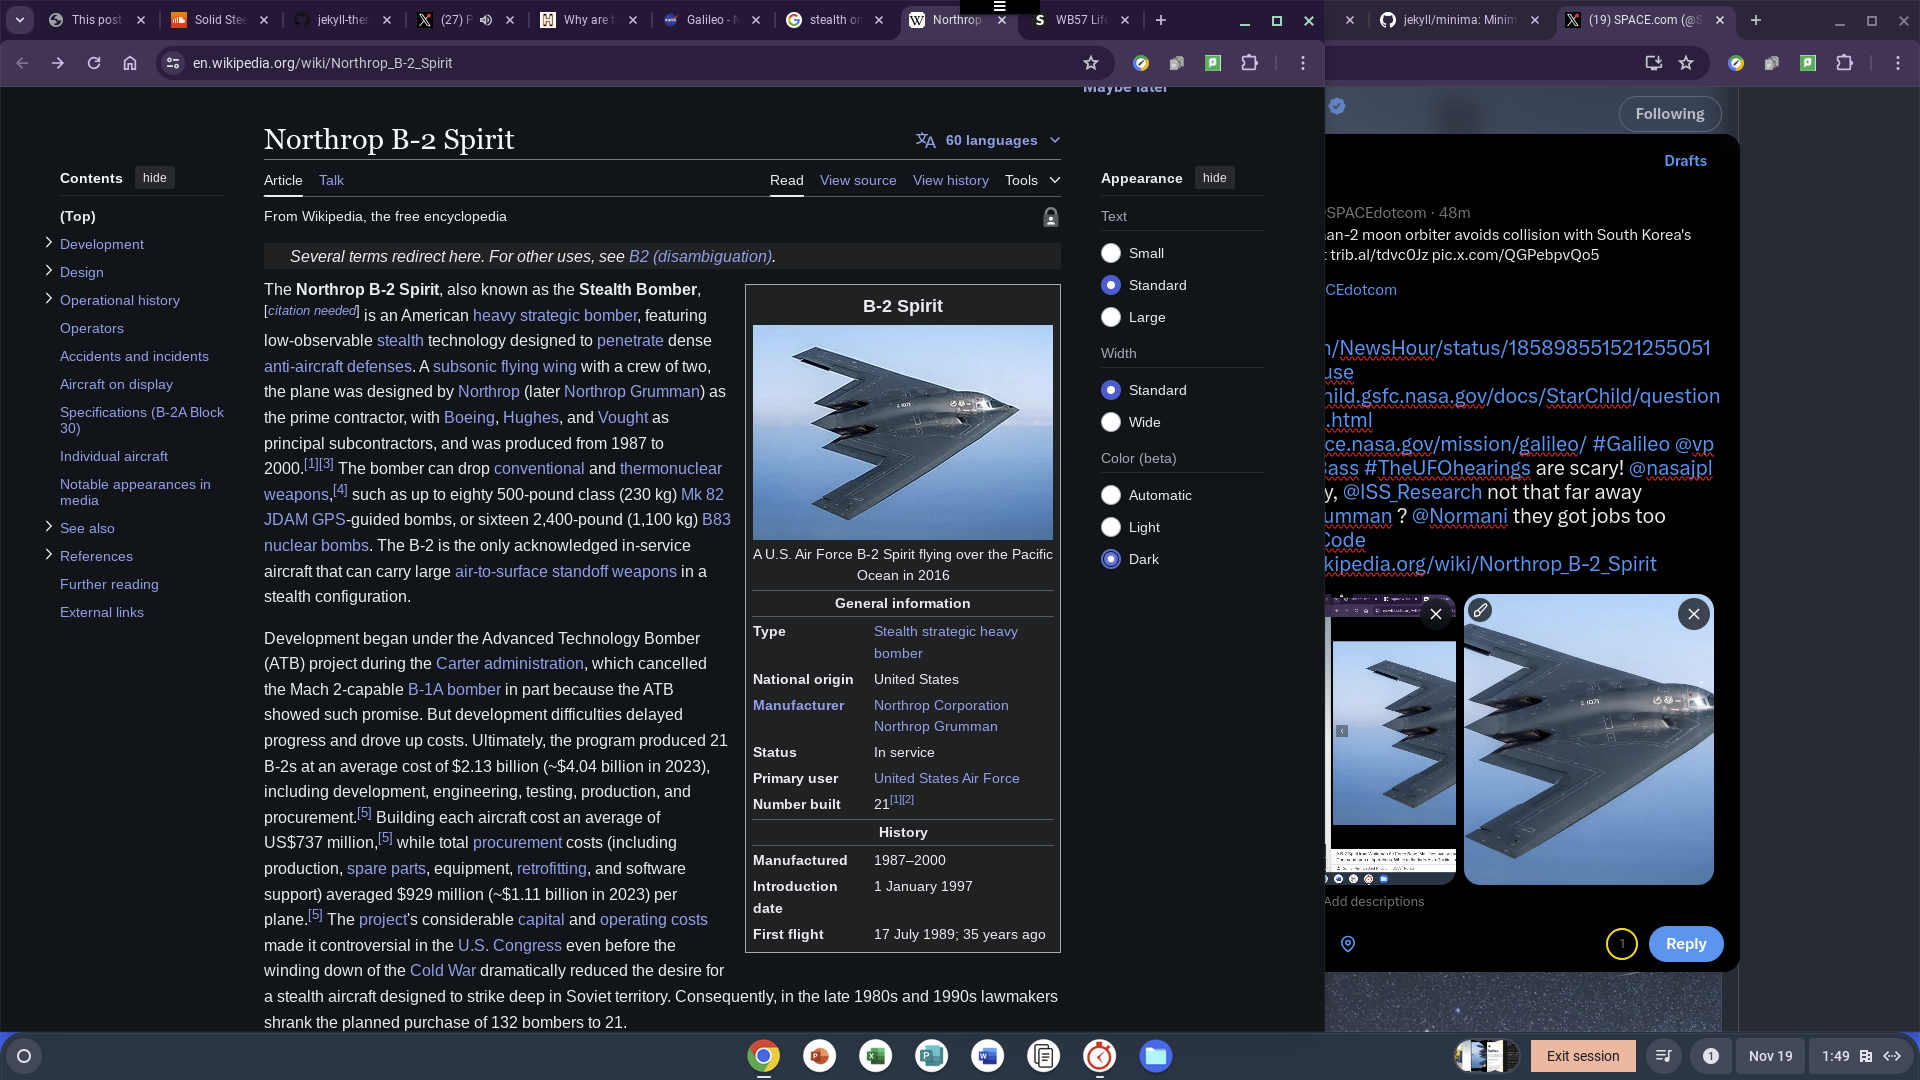 This post
Solid Stee
jekyll-then
(27) P
Why are t
Galileo - N
stealth or
Northrop
WB57 Life
jekyll/minima: Minim
(19) SPACE.com (@S
en.wikipedia.org/wiki/Northrop_B-2_Spirit
Maybe later
Contents hide
(Top)
Development
Design
Operational history
Operators
Accidents and incidents
Aircraft on display
Specifications (B-2A Block
30)
Individual aircraft
Notable appearances in
media
See also
References
Further reading
External links
Northrop B-2 Spirit
60 languages
Article Talk Read View source View history Tools
From Wikipedia, the free encyclopedia
Several terms redirect here. For other uses, see B2 (disambiguation).
The Northrop B-2 Spirit, also known as the Stealth Bomber,
[citation needed] is an American heavy strategic bomber, featuring
low-observable stealth technology designed to penetrate dense
anti-aircraft defenses. A subsonic flying wing with a crew of two,
the plane was designed by Northrop (later Northrop Grumman) as
the prime contractor, with Boeing, Hughes, and Vought as
principal subcontractors, and was produced from 1987 to
2000.[1][3] The bomber can drop conventional and thermonuclear
weapons,[4] such as up to eighty 500-pound class (230 kg) Mk 82
JDAM GPS-guided bombs, or sixteen 2,400-pound (1,100 kg) B83
nuclear bombs. The B-2 is the only acknowledged in-service
aircraft that can carry large air-to-surface standoff weapons in a
stealth configuration.
Development began under the Advanced Technology Bomber
(ATB) project during the Carter administration, which cancelled
the Mach 2-capable B-1A bomber in part because the ATB
showed such promise. But development difficulties delayed
progress and drove up costs. Ultimately, the program produced 21
B-2s at an average cost of $2.13 billion (~$4.04 billion in 2023),
including development, engineering, testing, production, and
procurement.[5] Building each aircraft cost an average of
US$737 million,[5] while total procurement costs (including
production, spare parts, equipment, retrofitting, and software
support) averaged $929 million (~$1.11 billion in 2023) per
plane.[5] The project's considerable capital and operating costs
made it controversial in the U.S. Congress even before the
winding down of the Cold War dramatically reduced the desire for
a stealth aircraft designed to strike deep in Soviet territory. Consequently, in the late 1980s and 1990s lawmakers
shrank the planned purchase of 132 bombers to 21.
B-2 Spirit
A U.S. Air Force B-2 Spirit flying over the Pacific
Ocean in 2016
General information
Type Stealth strategic heavy
bomber
National origin United States
Manufacturer Northrop Corporation
Northrop Grumman
Status In service
Primary user United States Air Force
Number built 21[1][2]
History
Manufactured 1987–2000
Introduction 1 January 1997
date
First flight 17 July 1989; 35 years ago
Appearance hide
Text
Small
Standard
Large
Width
Standard
Wide
Color (beta)
Automatic
Light
Dark
Following
Drafts
SPACEdotcom · 48m
an-2 moon orbiter avoids collision with South Korea's
t trib.al/tdvc0Jz pic.x.com/QGPebpvQo5
CEdotcom
/NewsHour/status/185898551521255051
use
hild.gsfc.nasa.gov/docs/StarChild/question
.html
ce.nasa.gov/mission/galileo/ #Galileo @vp
Bass #TheUFOhearings are scary! @nasajpl
y, @ISS_Research not that far away
umman ? @Normani they got jobs too
Code
kipedia.org/wiki/Northrop_B-2_Spirit
1071
Add descriptions
1
Reply
Exit session
1
Nov 19
1:49